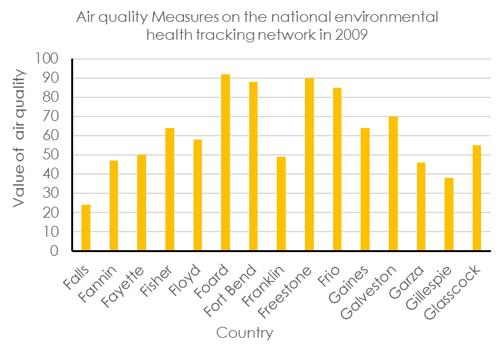 Air quality Measures on the national environmental
health tracking network in 2009
Value of air quality
100
90
80
70
60
50
40
30
20
10
0
Falls
Fannin
Fayette
Fisher
Floyd
Foard
Fort Bend
Franklin
Freestone
Frio
Gaines
Galveston
Garza
Gillespie
Glasscock
Country